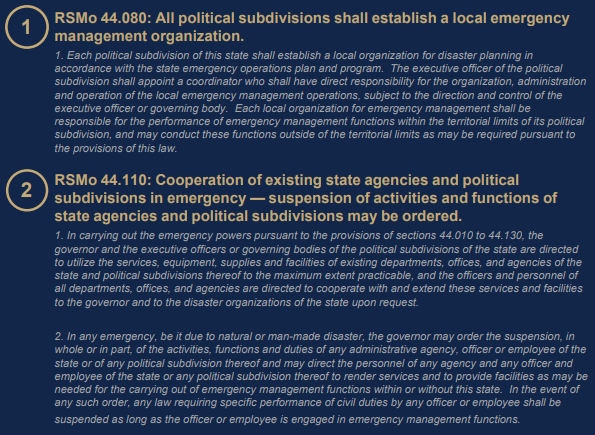 1
RSMo 44.080: All political subdivisions shall establish a local emergency
management organization.
1. Each political subdivision of this state shall establish a local organization for disaster planning in
accordance with the state emergency operations plan and program. The executive officer of the political
subdivision shall appoint a coordinator who shall have direct responsibility for the organization, administration
and operation of the local emergency management operations, subject to the direction and control of the
executive officer or governing body. Each local organization for emergency management shall be
responsible for the performance of emergency management functions within the territorial limits of its political
subdivision, and may conduct these functions outside of the territorial limits as may be required pursuant to
the provisions of this law.
2
RSMo 44.110: Cooperation of existing state agencies and political
subdivisions in emergency — suspension of activities and functions of
state agencies and political subdivisions may be ordered.
1. In carrying out the emergency powers pursuant to the provisions of sections 44.010 to 44.130, the
governor and the executive officers or governing bodies of the political subdivisions of the state are directed
to utilize the services, equipment, supplies and facilities of existing departments, offices, and agencies of the
state and political subdivisions thereof to the maximum extent practicable, and the officers and personnel of
all departments, offices, and agencies are directed to cooperate with and extend these services and facilities
to the governor and to the disaster organizations of the state upon request.
2. In any emergency, be it due to natural or man-made disaster, the governor may order the suspension, in
whole or in part, of the activities, functions and duties of any administrative agency, officer or employee of the
state or of any political subdivision thereof and may direct the personnel of any agency and any officer and
employee of the state or any political subdivision thereof to render services and to provide facilities as may be
needed for the carrying out of emergency management functions within or without this state. In the event of
any such order, any law requiring specific performance of civil duties by any officer or employee shall be
suspended as long as the officer or employee is engaged in emergency management functions.